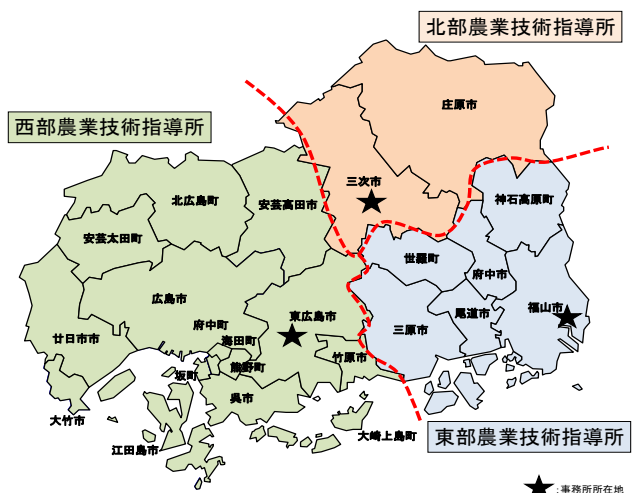 北部農業技術指導所
庄原市
西部農業技術指導所
三次市
北広島町
安芸高田市
神石高原町
安芸太田町
世羅町
府中市
広島市
福山市
東広島市
尾道市
府中町
三原市
廿日市市
海田町
竹原市
熊野町
坂町
呉市
大竹市
大崎上島町
東部農業技術指導所
江田島市
★:事務所所在地